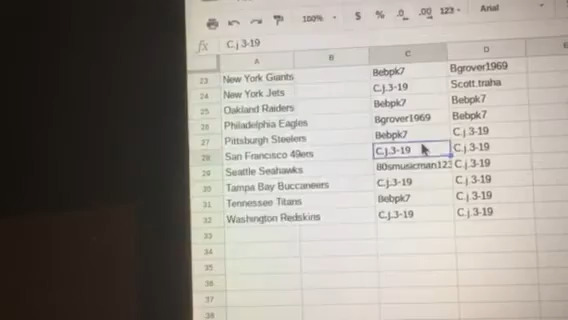 100% $ % .0 .00 123 Arial
fx C.j 3-19
A B C D E
23 New York Giants Bebpk7 Bgrover1969
24 New York Jets C.j.3-19 Scott.traha
25 Oakland Raiders Bebpk7 Bebpk7
26 Philadelphia Eagles Bgrover1969 Bebpk7
27 Pittsburgh Steelers Bebpk7 C.j 3-19
28 San Francisco 49ers C.j.3-19 C.j 3-19
29 Seattle Seahawks 80smusicman123 C.j 3-19
30 Tampa Bay Buccaneers C.j.3-19 C.j 3-19
31 Tennessee Titans Bebpk7 C.j 3-19
32 Washington Redskins C.j.3-19 C.j 3-19
33
34
35
36
37
38